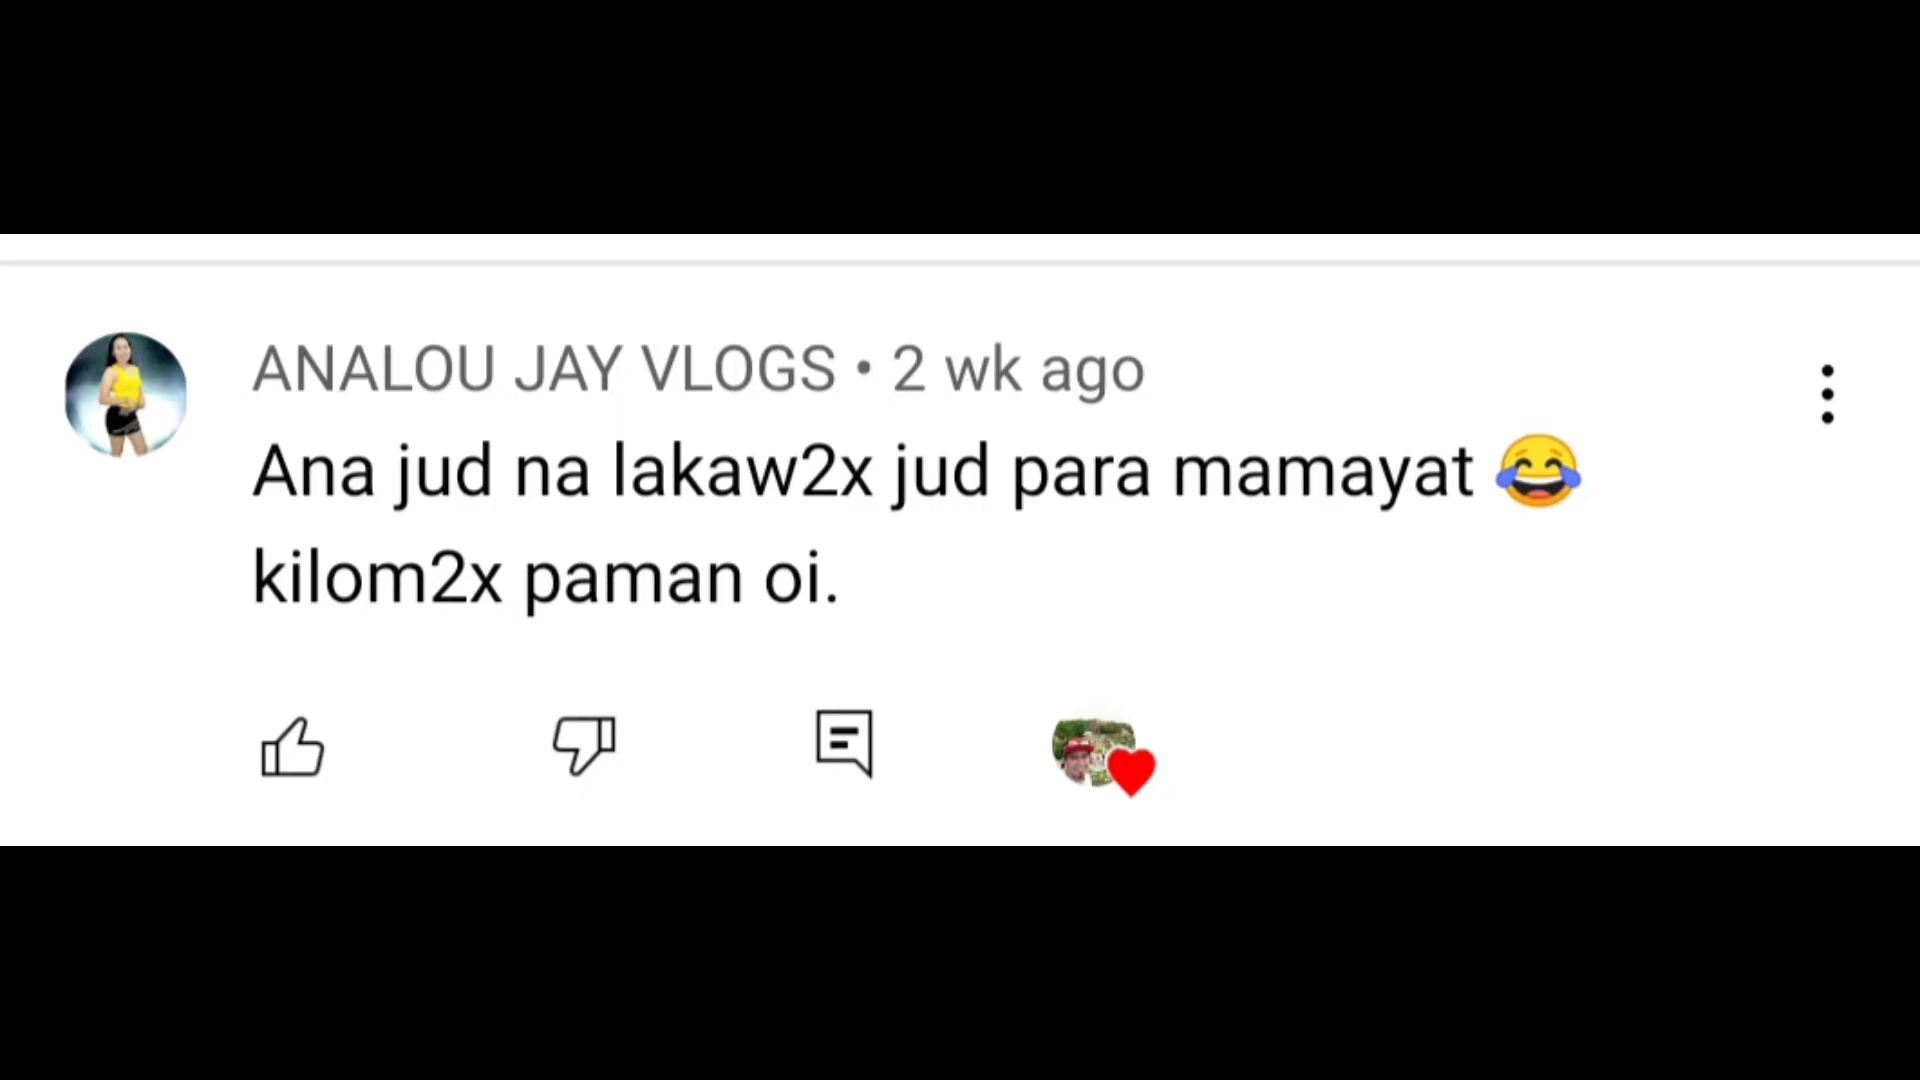 ANALOU JAY VLOGS • 2 wk ago
Ana jud na lakaw2x jud para mamayat 😂
kilom2x paman oi.